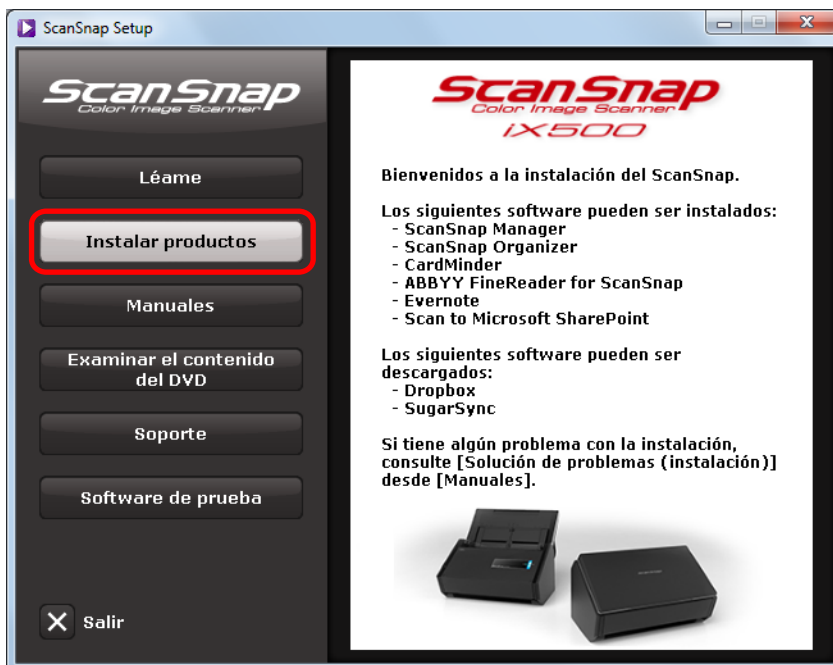 ScanSnap Setup
ScanSnap
Color Image Scanner
Léame
Instalar productos
Manuales
Examinar el contenido
del DVD
Soporte
Software de prueba
Salir
ScanSnap
Color Image Scanner
iX500
Bienvenidos a la instalación del ScanSnap.
Los siguientes software pueden ser instalados:
- ScanSnap Manager
- ScanSnap Organizer
- CardMinder
- ABBYY FineReader for ScanSnap
- Evernote
- Scan to Microsoft SharePoint
Los siguientes software pueden ser
descargados:
- Dropbox
- SugarSync
Si tiene algún problema con la instalación,
consulte [Solución de problemas (instalación)]
desde [Manuales].